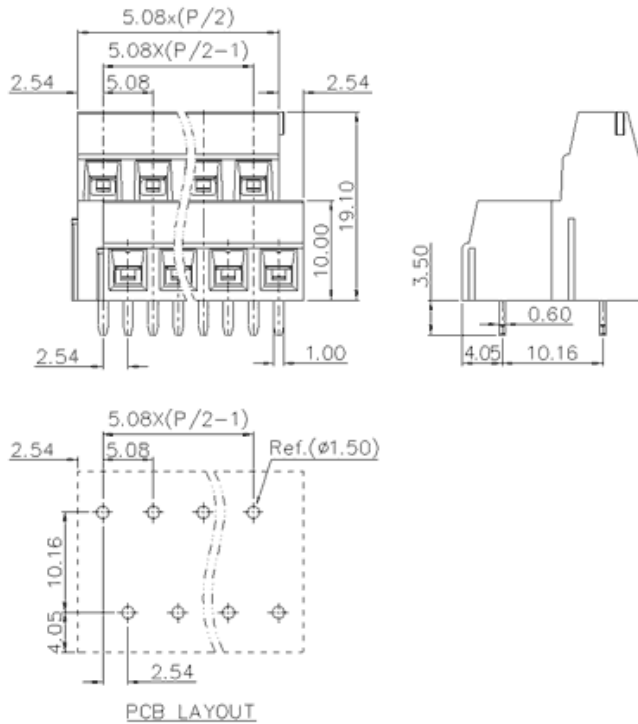 5.08x(P/2)
5.08X(P/2-1)
2.54 5.08 2.54
19.10
10.00
3.50
2.54 1.00
0.60
4.05 10.16
5.08X(P/2-1)
2.54 5.08 Ref.(ø1.50)
10.16
4.05
2.54
PCB LAYOUT